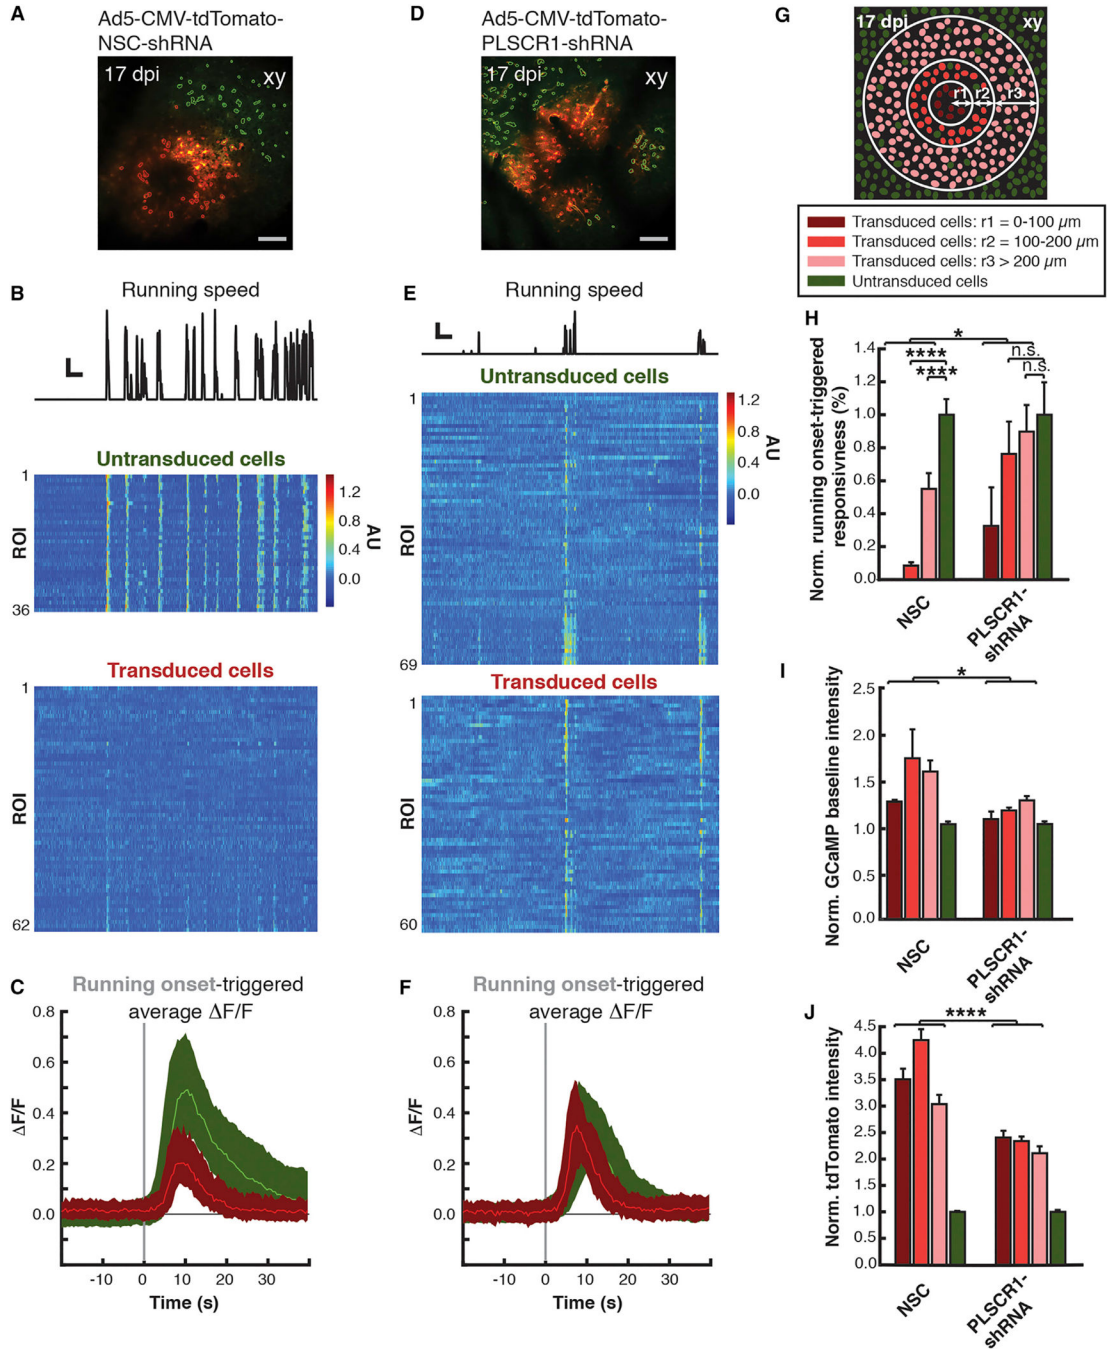 A
Ad5-CMV-tdTomato-
NSC-shRNA
17 dpi
xy
B
Running speed
Untransduced cells
1
ROI
36
1.2
0.8
0.4
0.0
AU
Transduced cells
1
ROI
62
C
Running onset-triggered
average ΔF/F
0.8
0.6
0.4
0.2
0.0
ΔF/F
-10
0
10
20
30
Time (s)
D
Ad5-CMV-tdTomato-
PLSCR1-shRNA
17 dpi
xy
E
Running speed
Untransduced cells
1
ROI
69
1.2
0.8
0.4
0.0
AU
Transduced cells
1
ROI
60
F
Running onset-triggered
average ΔF/F
0.8
0.6
0.4
0.2
0.0
ΔF/F
-10
0
10
20
30
Time (s)
G
17 dpi
xy
r1
r2
r3
Transduced cells: r1 = 0-100 µm
Transduced cells: r2 = 100-200 µm
Transduced cells: r3 > 200 µm
Untransduced cells
H
Norm. running onset-triggered
responsivness (%)
1.4
1.2
1.0
0.8
0.6
0.4
0.2
0.0
*
****
****
n.s.
n.s.
NSC
PLSCR1-
shRNA
I
Norm. GCaMP baseline intensity
2.5
2.0
1.5
1.0
0.5
0.0
*
NSC
PLSCR1-
shRNA
J
Norm. tdTomato intensity
4.5
4.0
3.5
3.0
2.5
2.0
1.5
1.0
0.5
0.0
****
NSC
PLSCR1-
shRNA